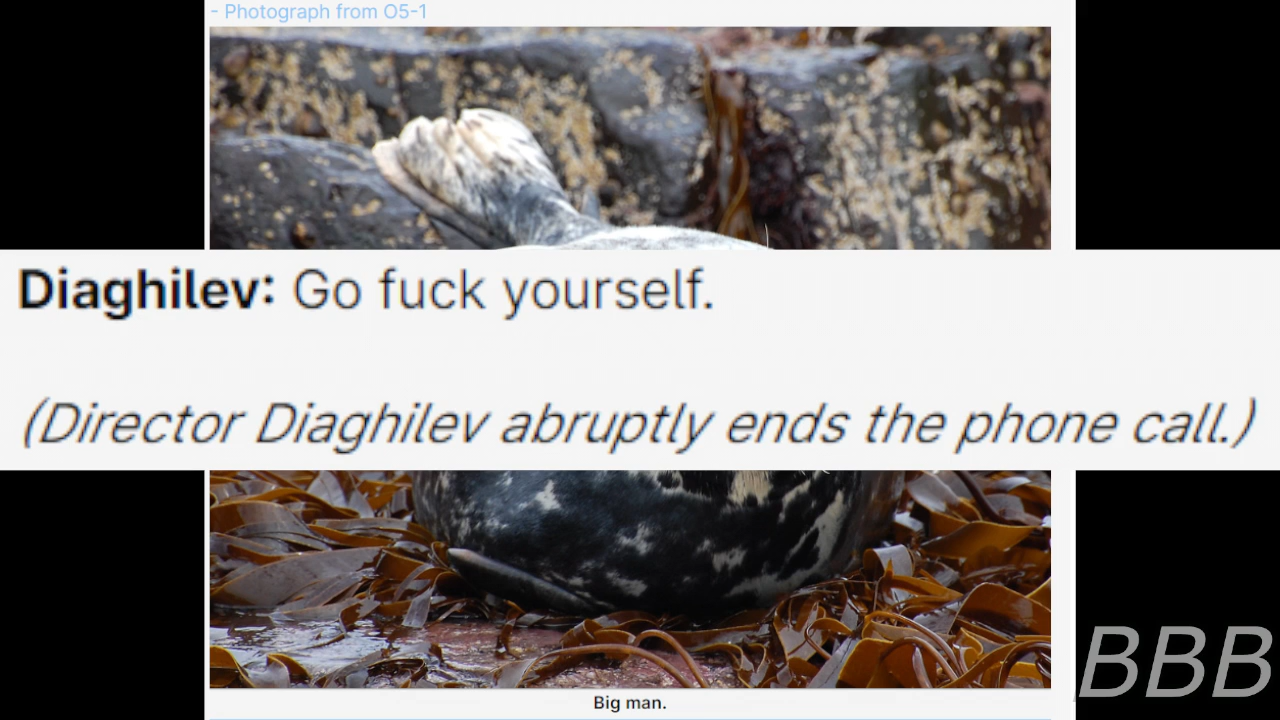 - Photograph from O5-1
Diaghilev: Go fuck yourself.
(Director Diaghilev abruptly ends the phone call.)
Big man.
BBB